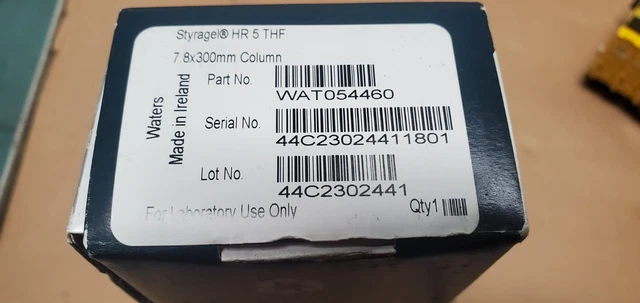 Styragel® HR 5 THF
7.8x300mm Column
Waters
Made in Ireland
Part No.
WAT054460
Serial No.
44C23024411801
Lot No.
44C2302441
For Laboratory Use Only
Qty1